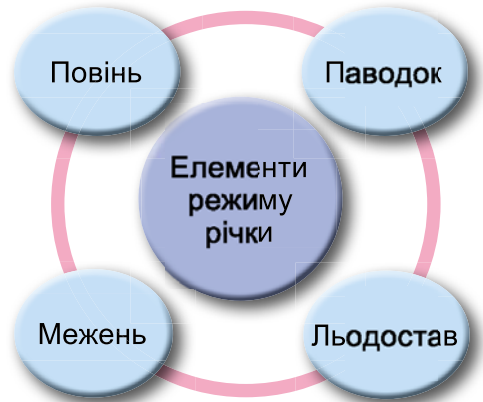 Повінь
Паводок
Елементи
режиму
річки
Межень
Льодостав